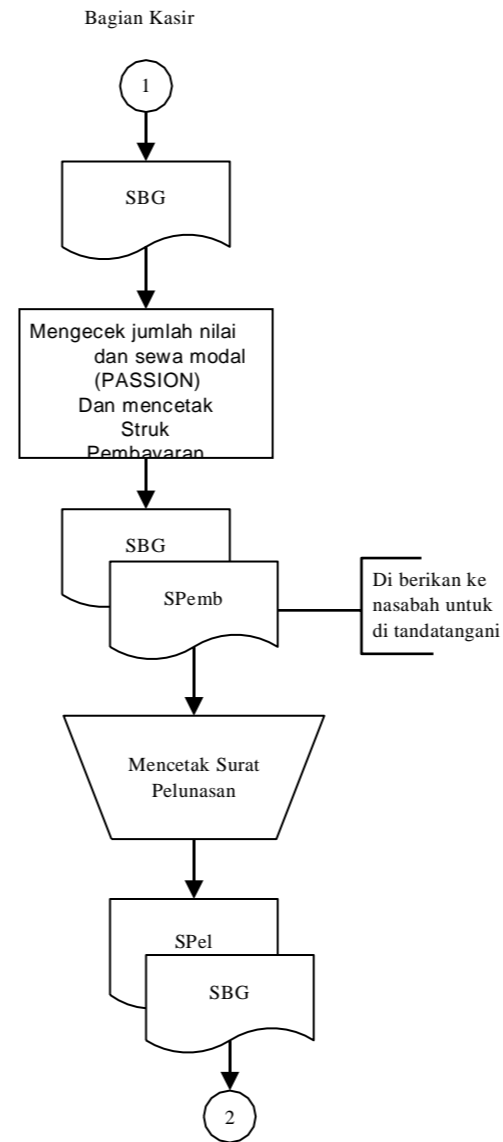 Bagian Kasir
1
SBG
Mengecek jumlah nilai
dan sewa modal
(PASSION)
Dan mencetak
Struk
Pembayaran
SBG
SPemb
Di berikan ke
nasabah untuk
di tandatangani
Mencetak Surat
Pelunasan
SPel
SBG
2